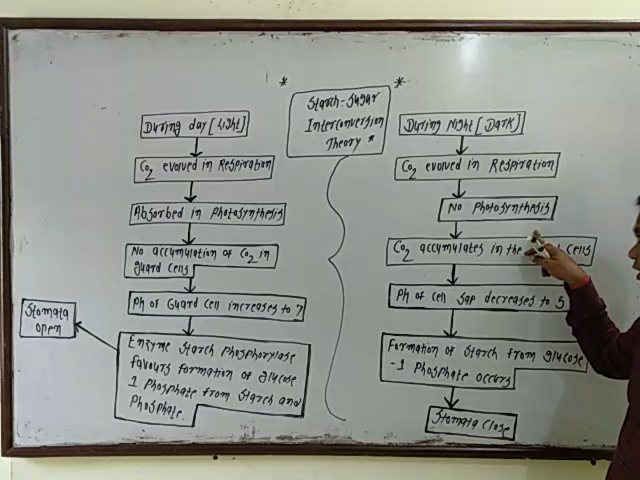 * Starch-Sugar *
Interconversion
Theory *
During day [Light]
CO2 evolved in Respiration
Absorbed in Photosynthesis
No accumulation of CO2 in
guard cells
Ph of Guard Cell increases to 7
Enzyme Starch Phosphorylase
favours formation of glucose
1 Phosphate from Starch and
Phosphate.
Stomata
open
During Night [Dark]
CO2 evolved in Respiration
No Photosynthesis
CO2 accumulates in the cells
Ph of cell Sap decreases to 5
Formation of Starch from glucose
-1 Phosphate occurs
Stomata Close